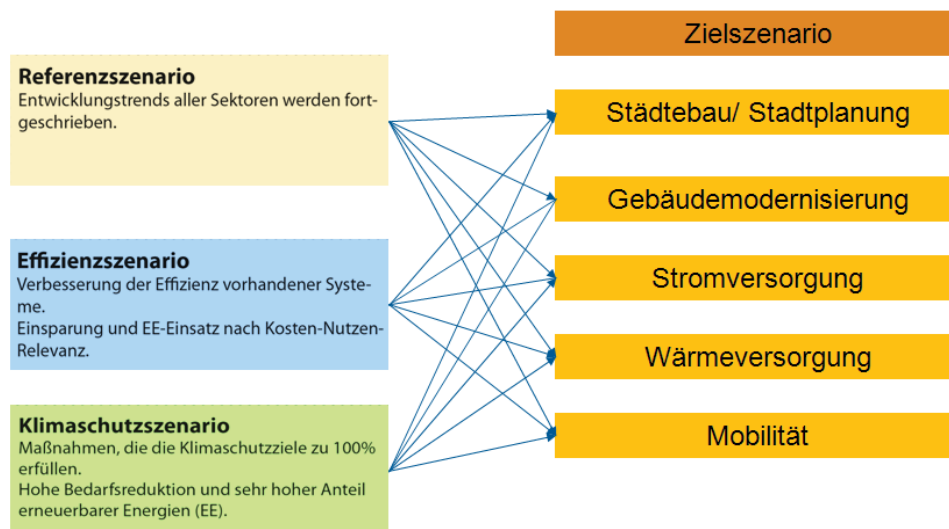 Referenzszenario
Entwicklungstrends aller Sektoren werden fort-
geschrieben.
Effizienzszenario
Verbesserung der Effizienz vorhandener Syste-
me.
Einsparung und EE-Einsatz nach Kosten-Nutzen-
Relevanz.
Klimaschutzszenario
Maßnahmen, die die Klimaschutzziele zu 100%
erfüllen.
Hohe Bedarfsreduktion und sehr hoher Anteil
erneuerbarer Energien (EE).
Zielszenario
Städtebau/ Stadtplanung
Gebäudemodernisierung
Stromversorgung
Wärmeversorgung
Mobilität